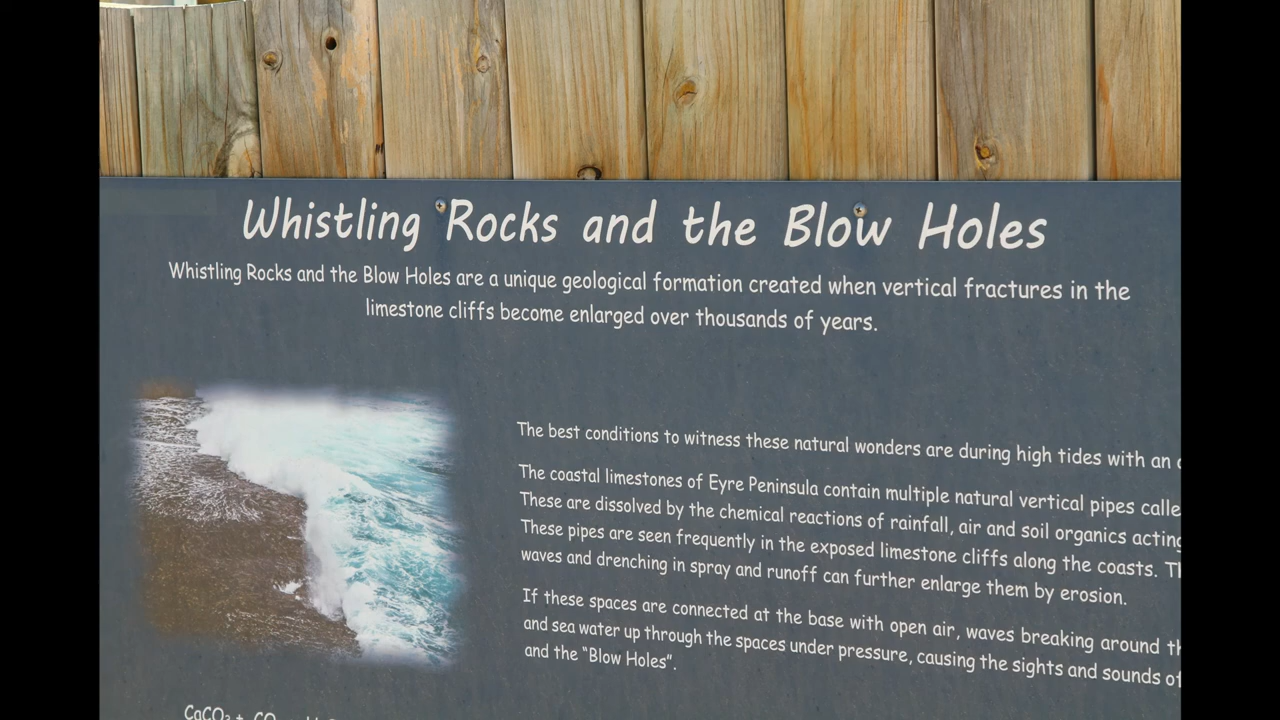 Whistling Rocks and the Blow Holes
Whistling Rocks and the Blow Holes are a unique geological formation created when vertical fractures in the
limestone cliffs become enlarged over thousands of years.
The best conditions to witness these natural wonders are during high tides with an
The coastal limestones of Eyre Peninsula contain multiple natural vertical pipes calle
These are dissolved by the chemical reactions of rainfall, air and soil organics acting
These pipes are seen frequently in the exposed limestone cliffs along the coasts.
waves and drenching in spray and runoff can further enlarge them by erosion.
If these spaces are connected at the base with open air, waves breaking around
and sea water up through the spaces under pressure, causing the sights and sounds of
and the “Blow Holes”.
CaCO₃ +